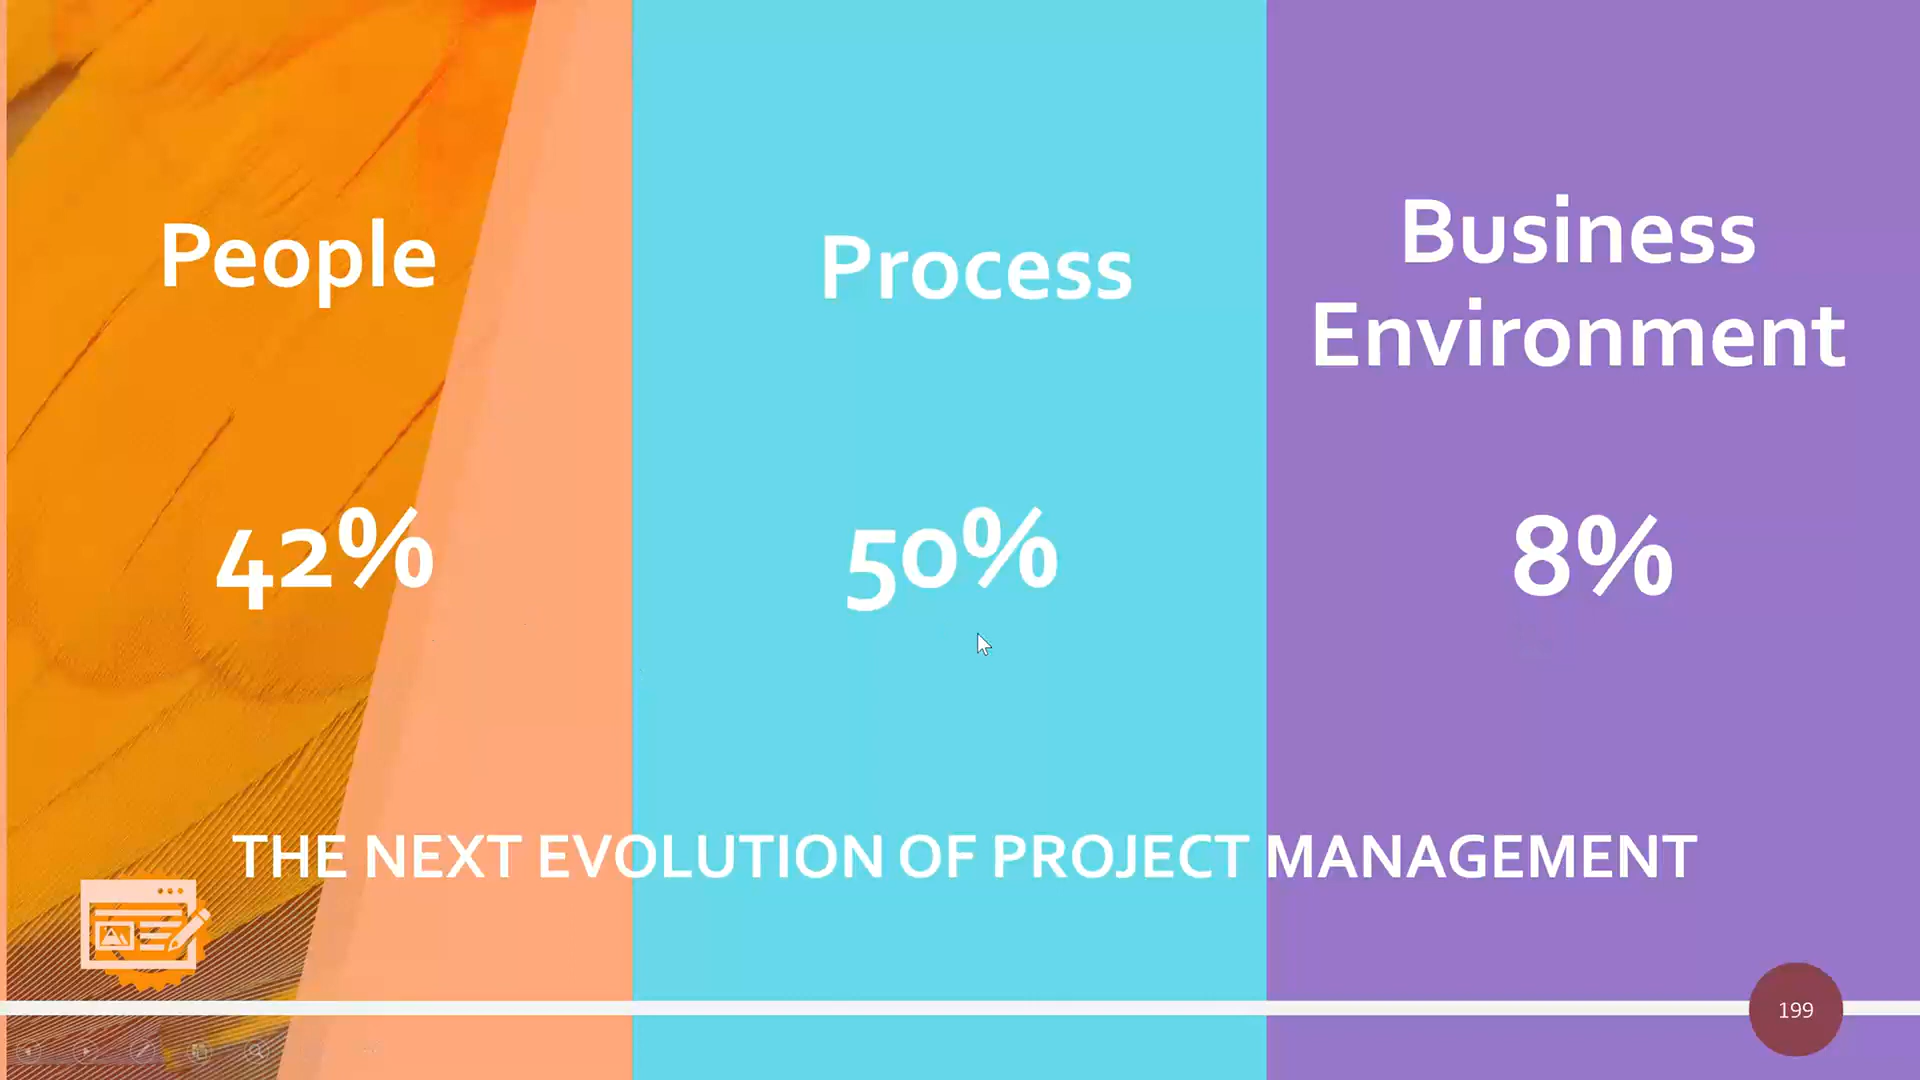 People
Process
Business
Environment
42%
50%
8%
THE NEXT EVOLUTION OF PROJECT MANAGEMENT
199